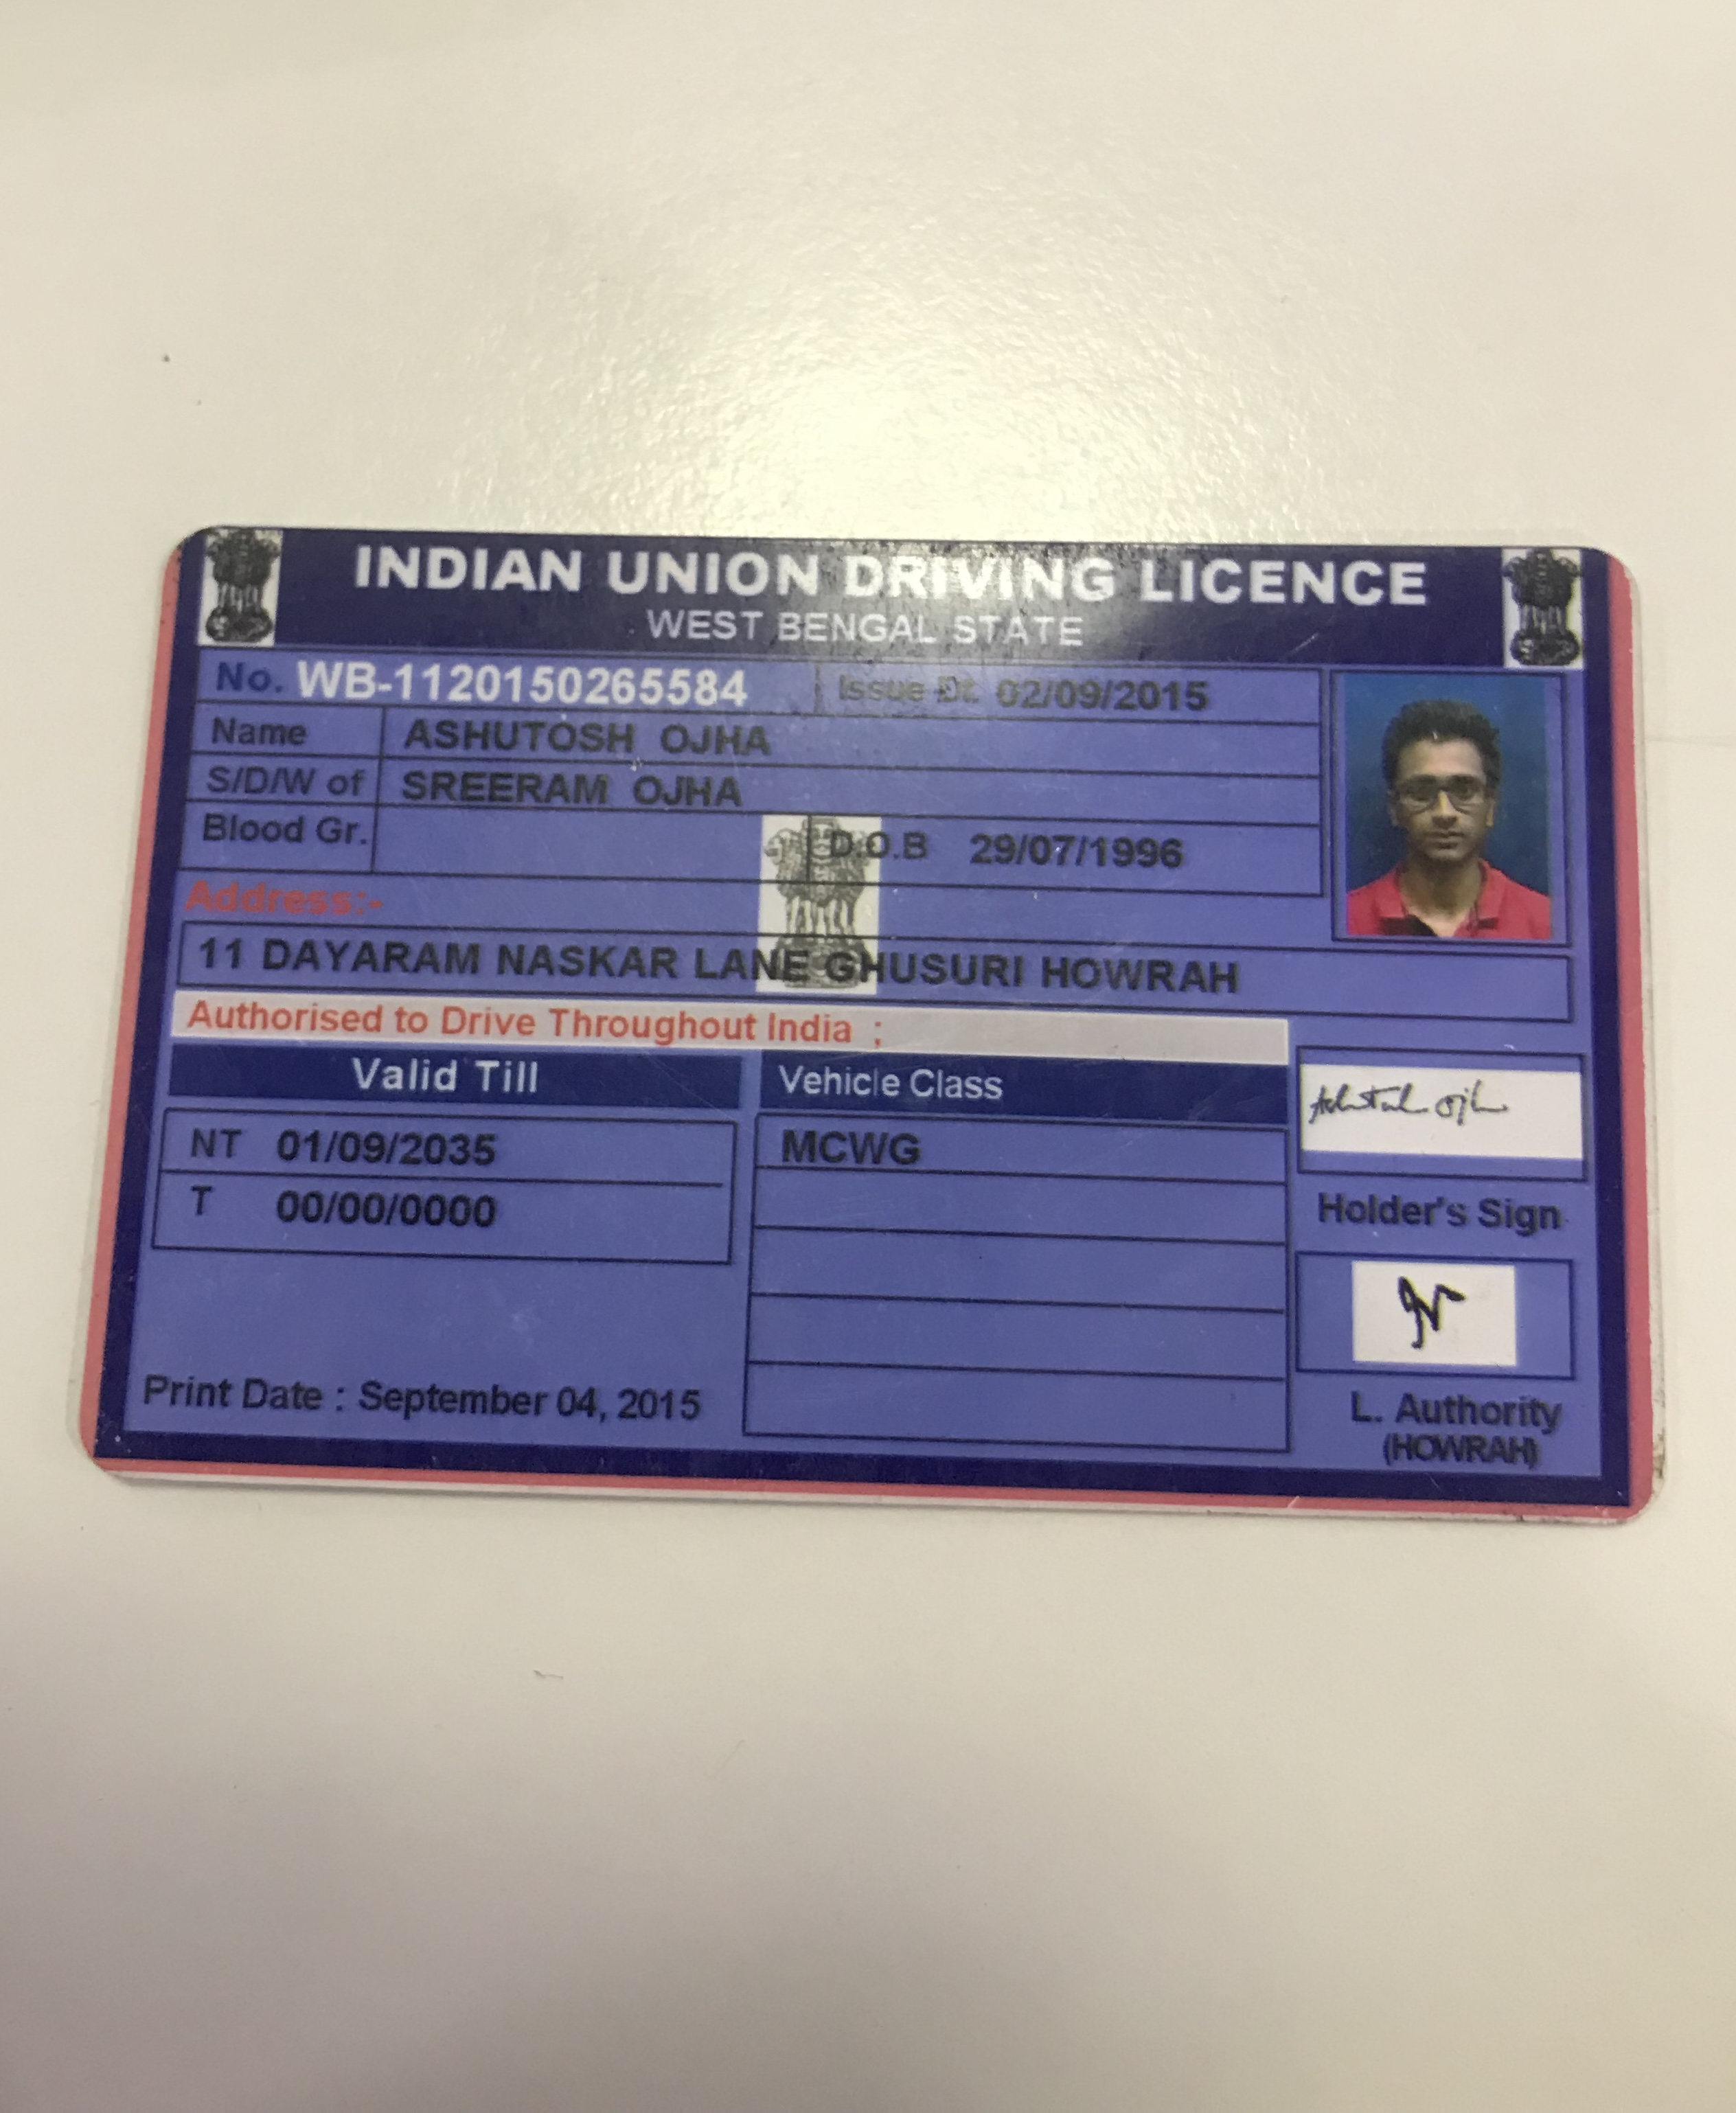 INDIAN UNION DRIVING LICENCE
WEST BENGAL STATE
No. WB-1120150265584 Issue Dt. 02/09/2015
Name ASHUTOSH OJHA
S/D/W of SREERAM OJHA
Blood Gr. D.O.B 29/07/1996
Address:-
11 DAYARAM NASKAR LANE GHUSURI HOWRAH
Authorised to Drive Throughout India ;
Valid Till Vehicle Class
NT 01/09/2035 MCWG
T 00/00/0000
Ashutosh Ojha
Holder's Sign
Print Date : September 04, 2015
L. Authority
(HOWRAH)